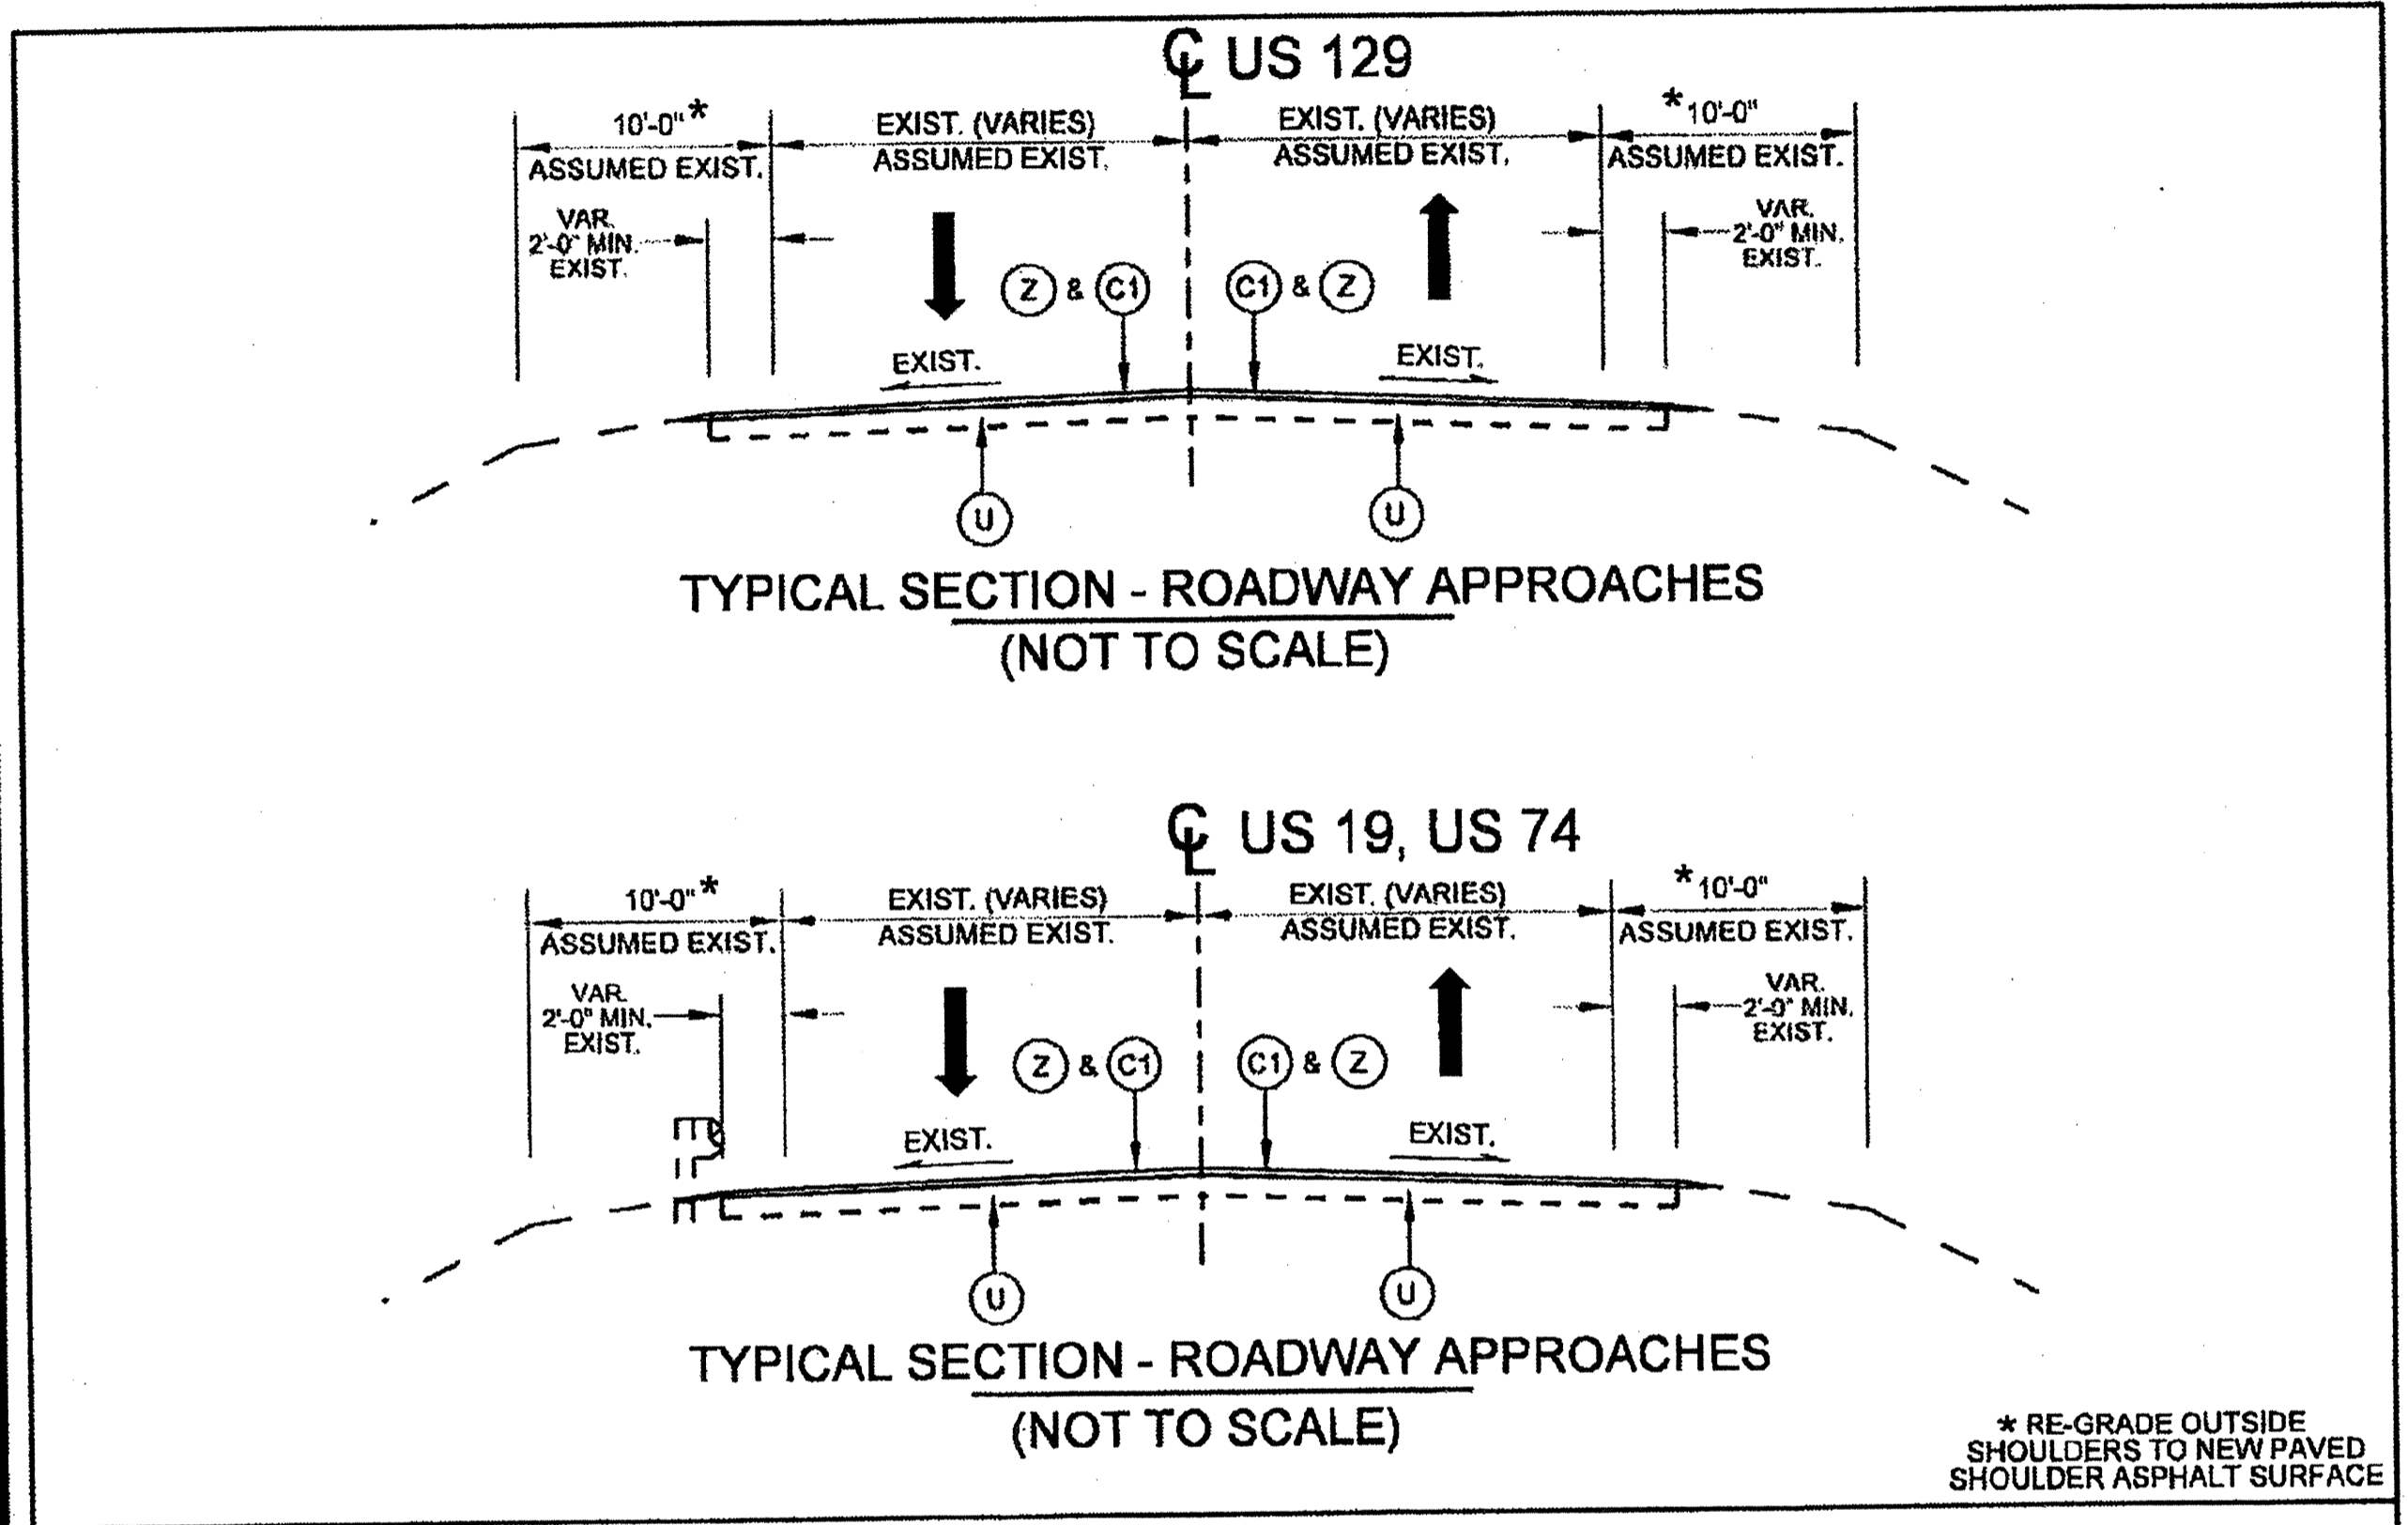 ℄ US 129
10'-0" *
EXIST. (VARIES)
EXIST. (VARIES)
* 10'-0"
ASSUMED EXIST.
ASSUMED EXIST.
ASSUMED EXIST.
ASSUMED EXIST.
VAR.
2'-0" MIN.
EXIST.
VAR.
2'-0" MIN.
EXIST.
Z & C1
C1 & Z
EXIST.
EXIST.
U
U
TYPICAL SECTION - ROADWAY APPROACHES
(NOT TO SCALE)
℄ US 19, US 74
10'-0" *
EXIST. (VARIES)
EXIST. (VARIES)
* 10'-0"
ASSUMED EXIST.
ASSUMED EXIST.
ASSUMED EXIST.
ASSUMED EXIST.
VAR.
2'-0" MIN.
EXIST.
VAR.
2'-0" MIN.
EXIST.
Z & C1
C1 & Z
EXIST.
EXIST.
U
U
TYPICAL SECTION - ROADWAY APPROACHES
(NOT TO SCALE)
* RE-GRADE OUTSIDE
SHOULDERS TO NEW PAVED
SHOULDER ASPHALT SURFACE